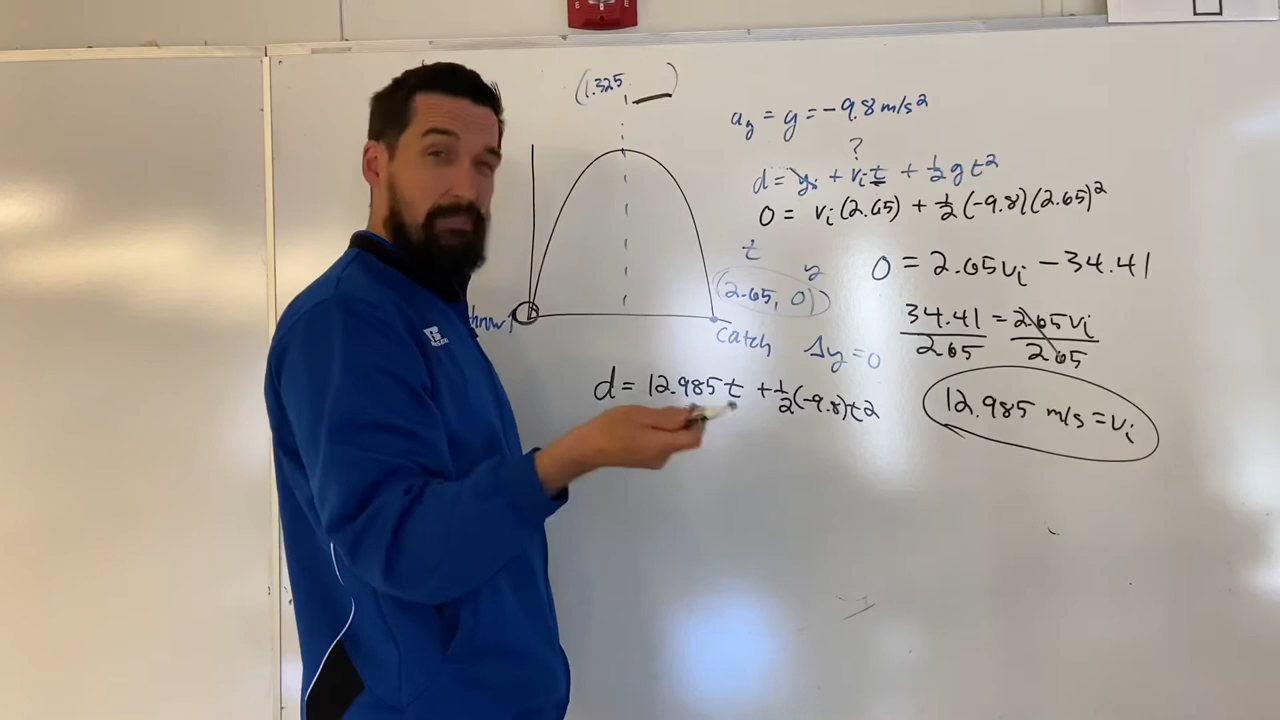 (1.325, __)
a_y = g = -9.8 m/s²
?
d = y_i + v_i t + ½ g t²
0 = v_i (2.65) + ½ (-9.8)(2.65)²
t y
(2.65, 0)
0 = 2.65v_i - 34.41
34.41 = 2.65v_i
2.65 2.65
throw
catch
Δy = 0
d = 12.985t + ½(-9.8)t²
12.985 m/s = v_i